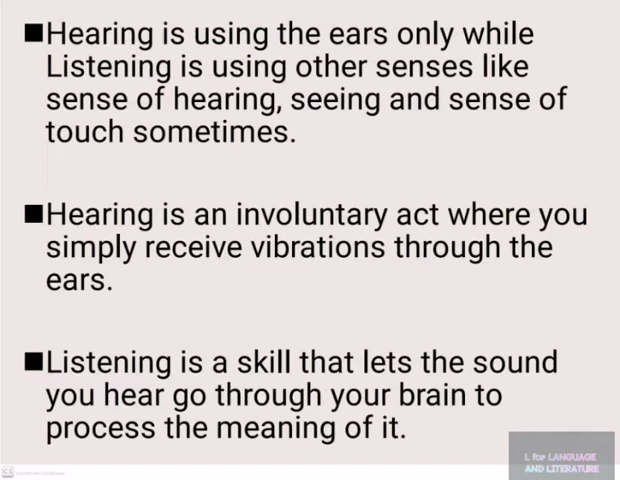 ■Hearing is using the ears only while
Listening is using other senses like
sense of hearing, seeing and sense of
touch sometimes.
■Hearing is an involuntary act where you
simply receive vibrations through the
ears.
■Listening is a skill that lets the sound
you hear go through your brain to
process the meaning of it.
L for LANGUAGE
AND LITERATURE
CS